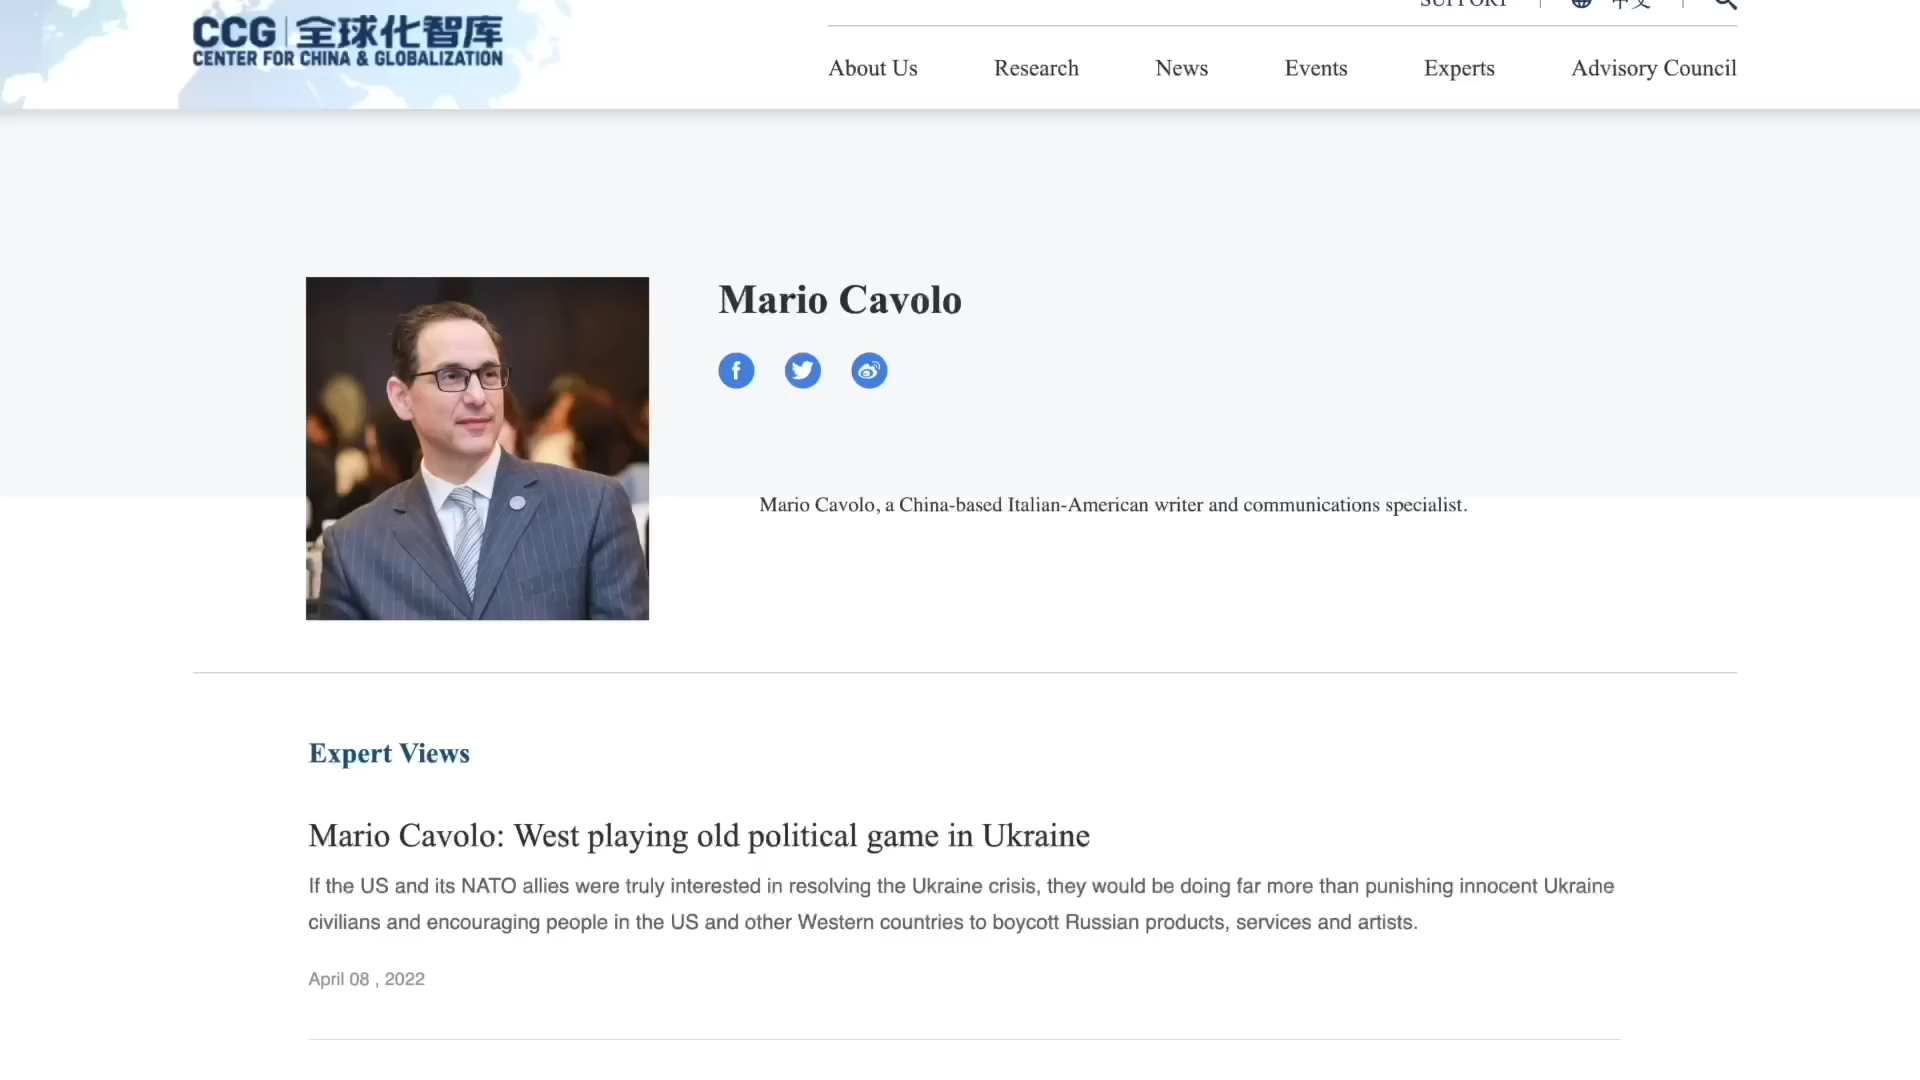 SUPPORT
中文
CCG 全球化智库
CENTER FOR CHINA & GLOBALIZATION
About Us
Research
News
Events
Experts
Advisory Council
Mario Cavolo
Mario Cavolo, a China-based Italian-American writer and communications specialist.
Expert Views
Mario Cavolo: West playing old political game in Ukraine
If the US and its NATO allies were truly interested in resolving the Ukraine crisis, they would be doing far more than punishing innocent Ukraine
civilians and encouraging people in the US and other Western countries to boycott Russian products, services and artists.
April 08 , 2022